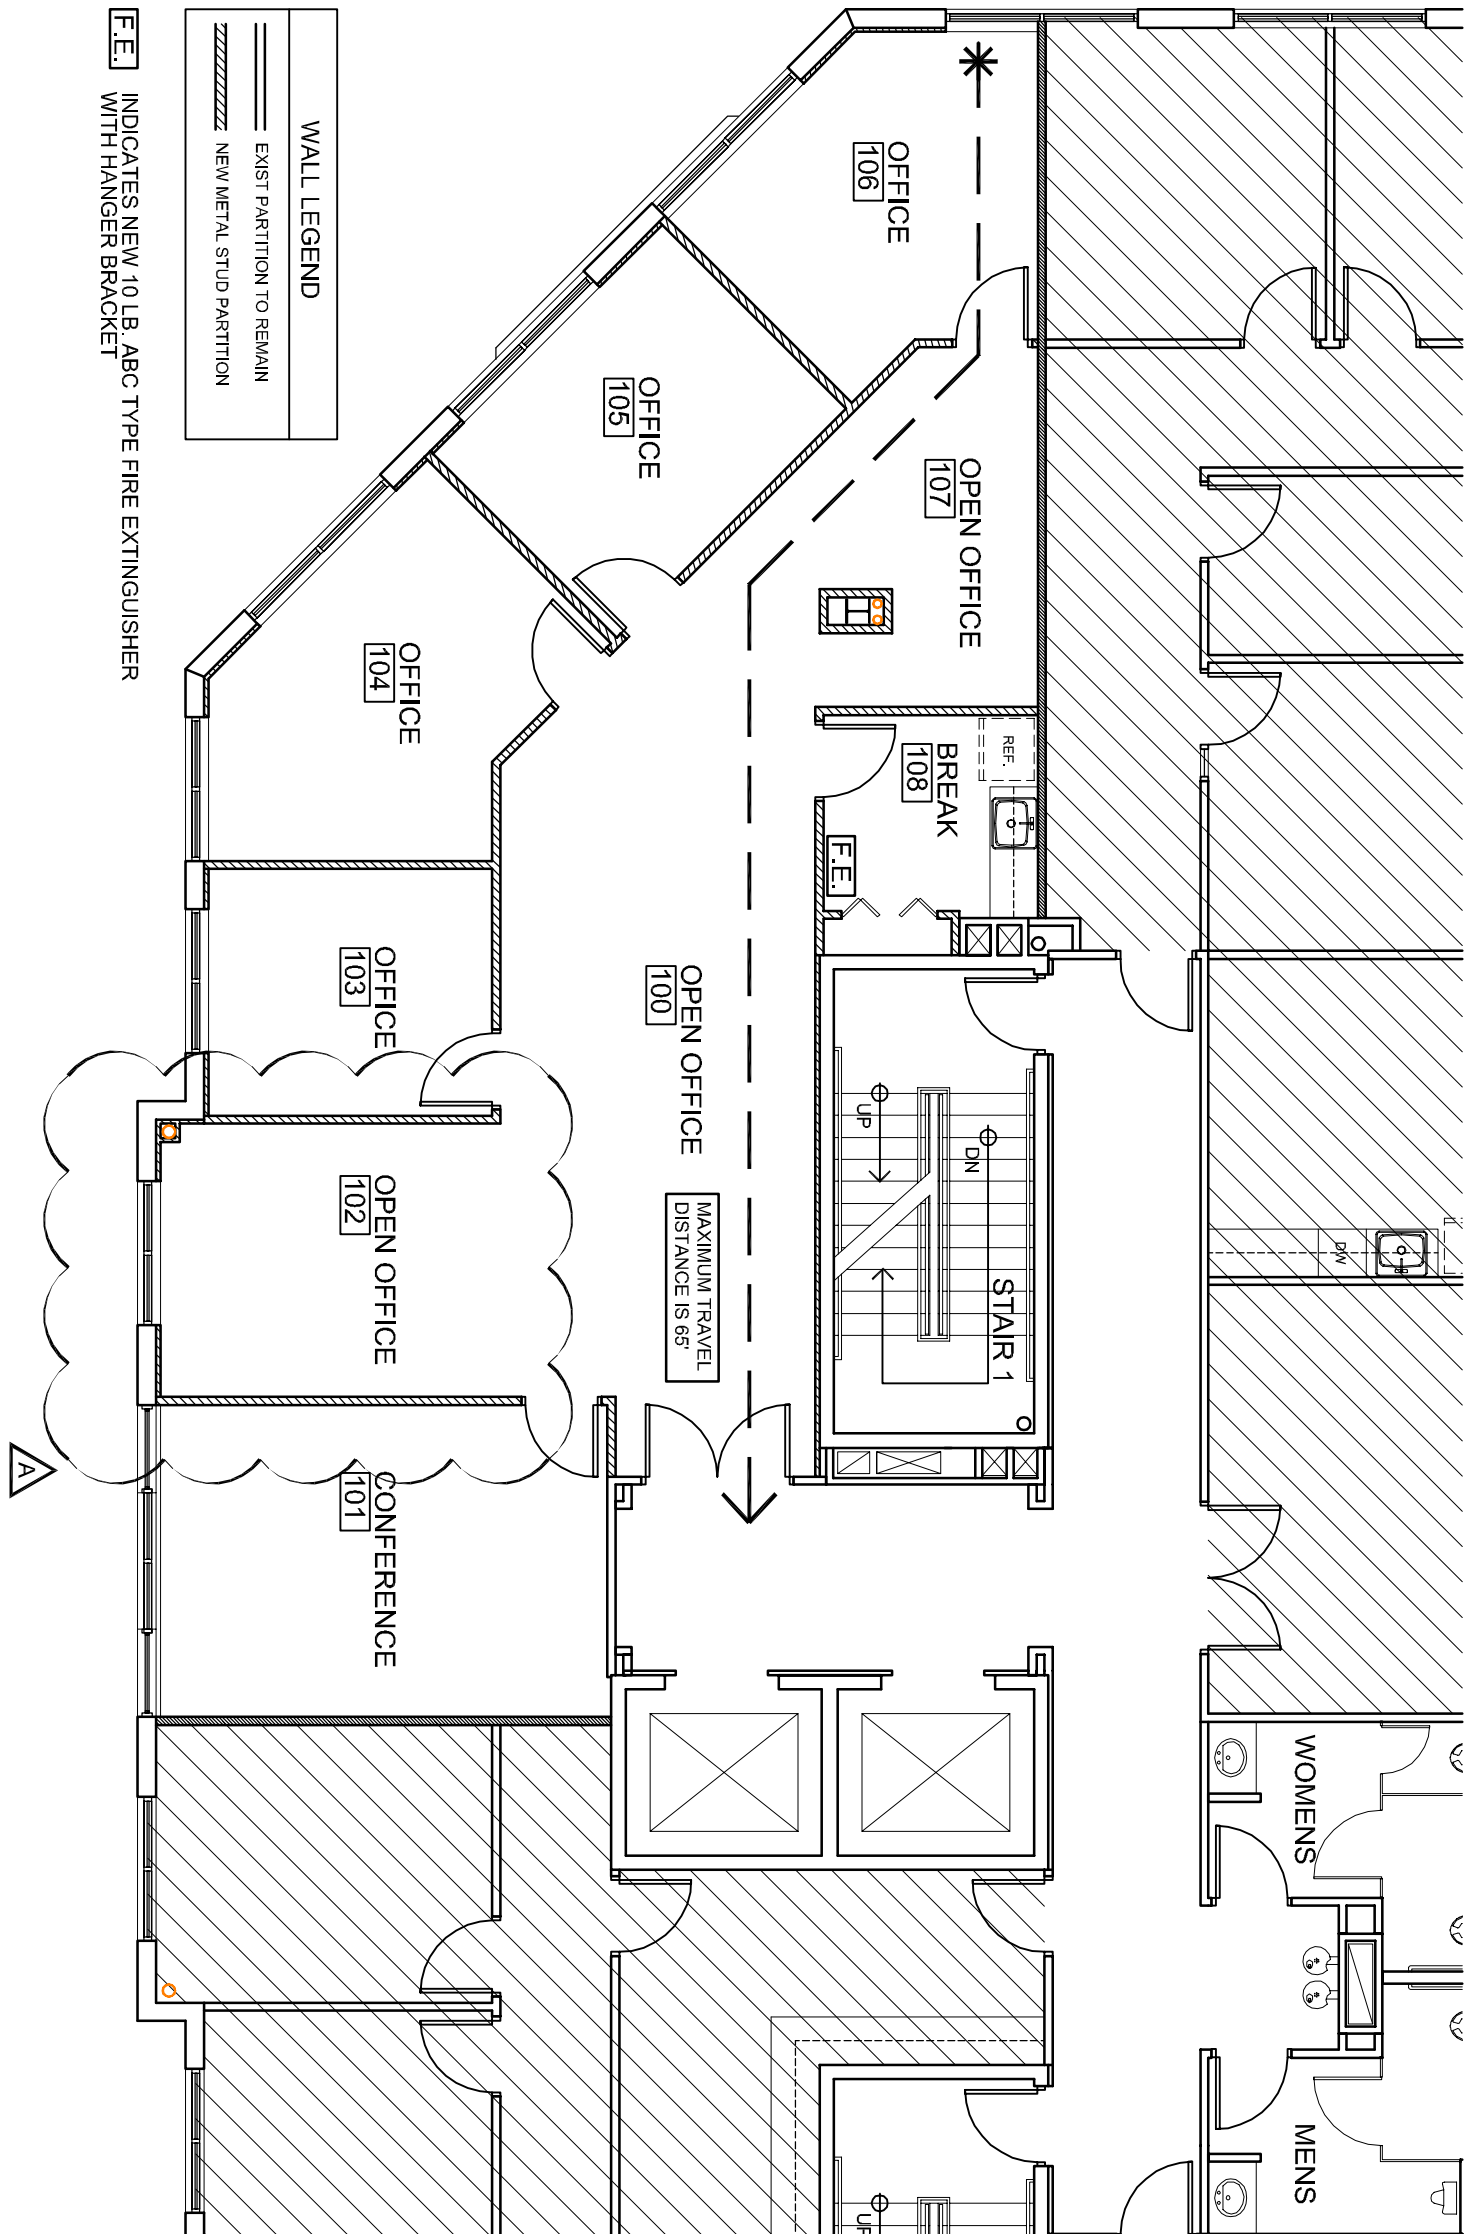 WALL LEGEND
EXIST PARTITION TO REMAIN
NEW METAL STUD PARTITION
F.E.
INDICATES NEW 10 LB. ABC TYPE FIRE EXTINGUISHER
WITH HANGER BRACKET
OFFICE
106
OFFICE
105
OPEN OFFICE
107
OFFICE
104
BREAK
108
REF.
F.E.
OFFICE
103
OPEN OFFICE
100
UP
DN
STAIR 1
OPEN OFFICE
102
MAXIMUM TRAVEL
DISTANCE IS 65'
DW
CONFERENCE
101
A
WOMENS
MENS
UP